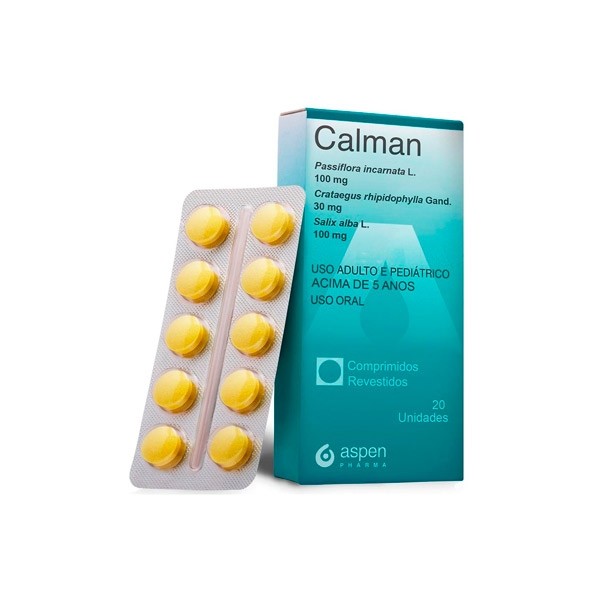 Calman
Passiflora incarnata L.
100 mg
Crataegus rhipidophylla Gand.
30 mg
Salix alba L.
100 mg
USO ADULTO E PEDIÁTRICO
ACIMA DE 5 ANOS
USO ORAL
Comprimidos
Revestidos
20
Unidades
aspen
PHARMA